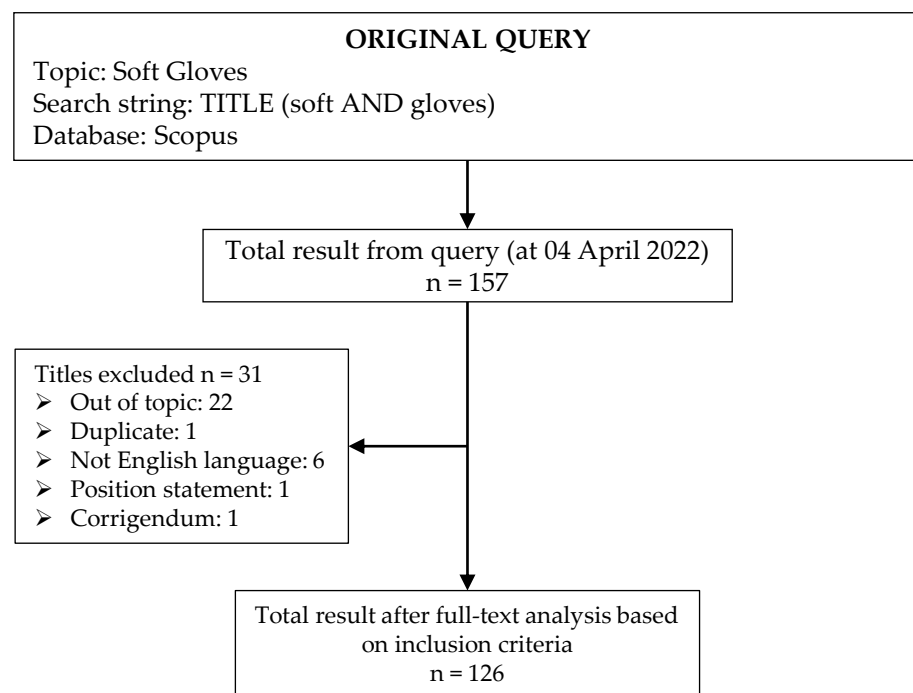 ORIGINAL QUERY
Topic: Soft Gloves
Search string: TITLE (soft AND gloves)
Database: Scopus
Total result from query (at 04 April 2022)
n = 157
Titles excluded n = 31
➢ Out of topic: 22
➢ Duplicate: 1
➢ Not English language: 6
➢ Position statement: 1
➢ Corrigendum: 1
Total result after full-text analysis based
on inclusion criteria
n = 126